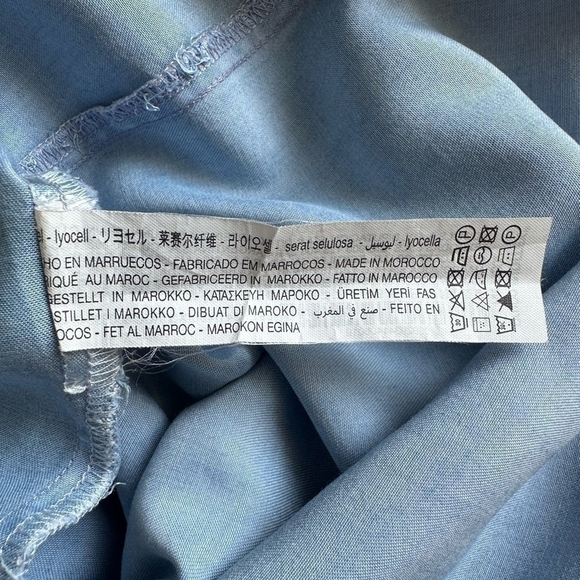 - lyocell - リヨセル - 莱赛尔纤维 - 라이오셀 - serat selulosa - ليوسيل - lyocella
HO EN MARRUECOS - FABRICADO EM MARROCOS - MADE IN MOROCCO
IQUÉ AU MAROC - GEFABRICEERD IN MAROKKO - FATTO IN MAROCCO
GESTELLT IN MAROKKO - ΚΑΤΑΣΚΕΥΗ ΜΑΡΟΚΟ - ÜRETİM YERİ FAS
STILLET I MAROKKO - DIBUAT DI MAROKO - صنع في المغرب - FEITO EN
OCOS - FET AL MARROC - MAROKON EGINA